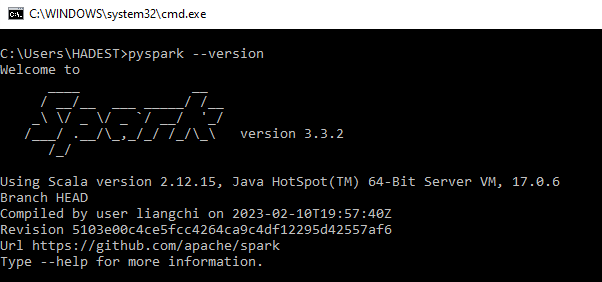 C:\WINDOWS\system32\cmd.exe
C:\Users\HADEST>pyspark --version
Welcome to
      ____              __
     / __/__  ___ _____/ /__
    _\ \/ _ \/ _ `/ __/  '_/
   /___/ .__/\_,_/_/ /_/\_\   version 3.3.2
      /_/
Using Scala version 2.12.15, Java HotSpot(TM) 64-Bit Server VM, 17.0.6
Branch HEAD
Compiled by user liangchi on 2023-02-10T19:57:40Z
Revision 5103e00c4ce5fcc4264ca9c4df12295d42557af6
Url https://github.com/apache/spark
Type --help for more information.